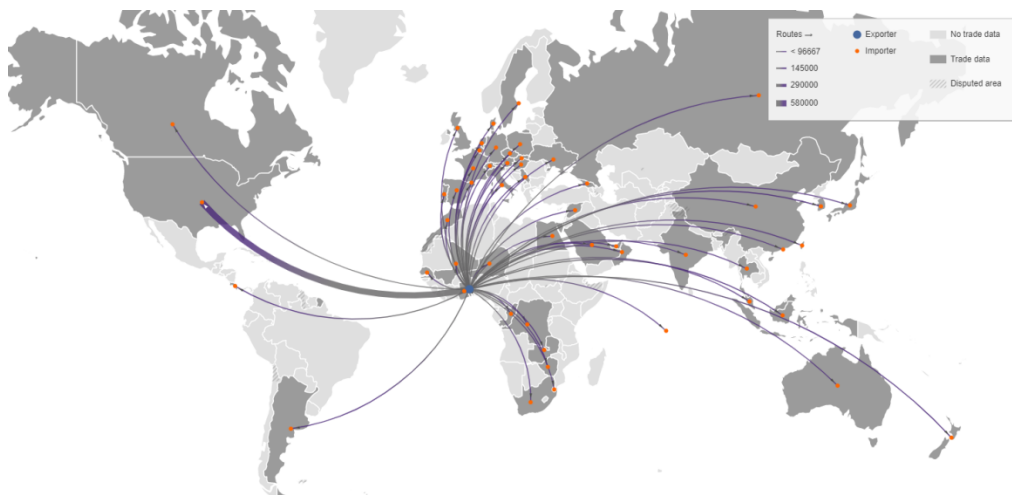 Routes →
< 96667
145000
290000
580000
Exporter
Importer
No trade data
Trade data
Disputed area